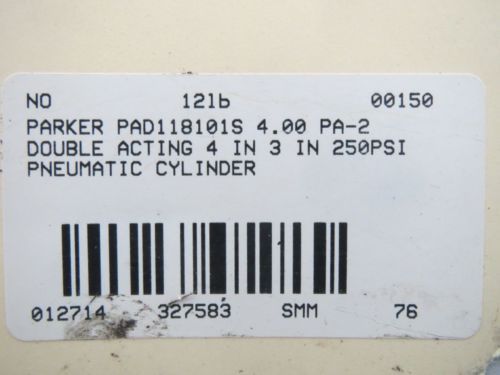 NO 12lb 00150
PARKER PAD118101S 4.00 PA-2
DOUBLE ACTING 4 IN 3 IN 250PSI
PNEUMATIC CYLINDER
012714 327583 SMM 76